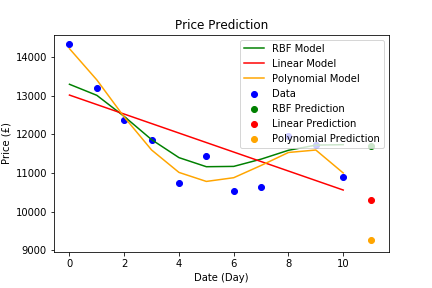 Price Prediction
RBF Model
Linear Model
Polynomial Model
Data
RBF Prediction
Linear Prediction
Polynomial Prediction
Price (£)
14000
13000
12000
11000
10000
9000
0
2
4
6
8
10
Date (Day)